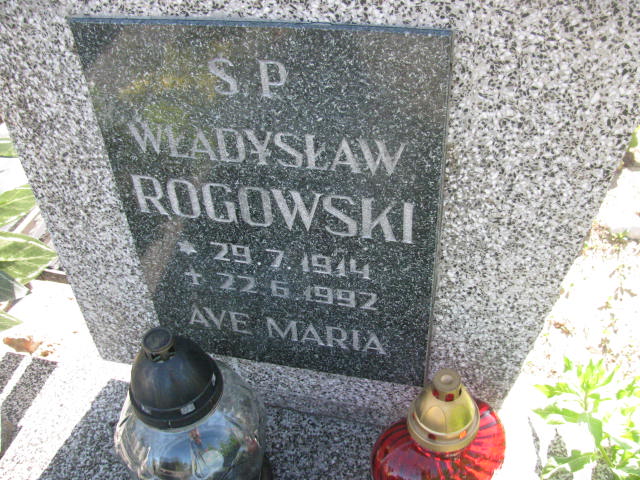 Ś P
WŁADYSŁAW
ROGOWSKI
* 29.7.1914
+ 22 6 1992
AVE MARIA